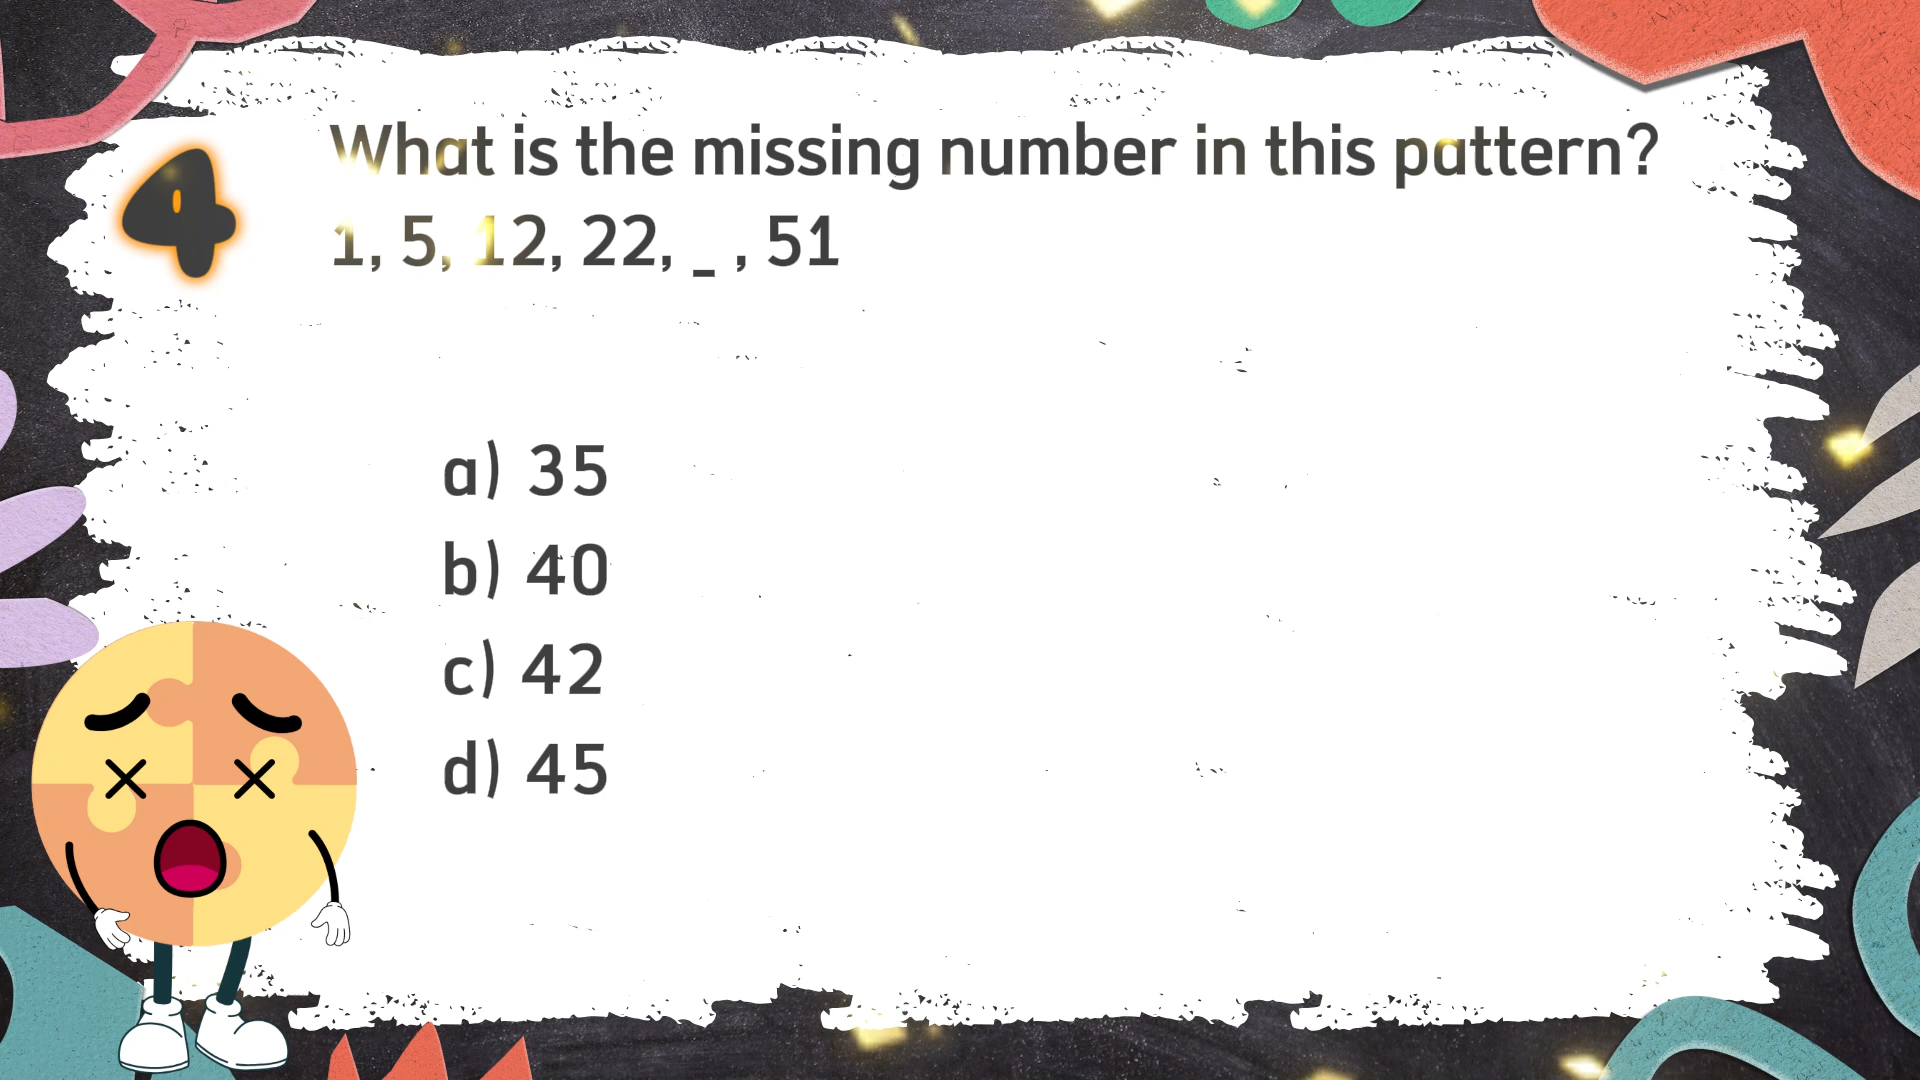 4
What is the missing number in this pattern?
1, 5, 12, 22, _ , 51
a) 35
b) 40
c) 42
d) 45